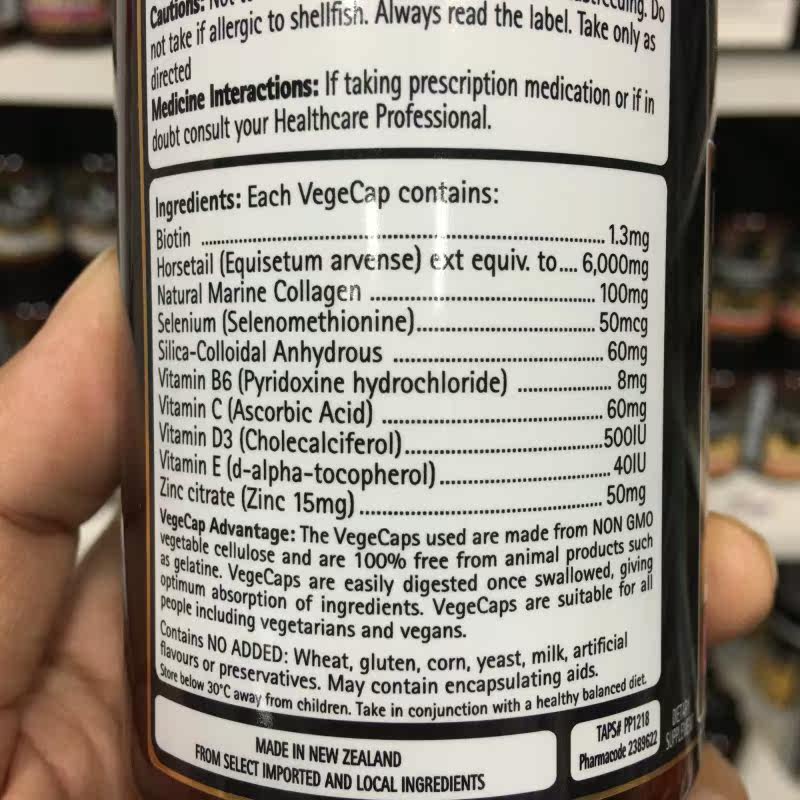 Cautions: Not
not take if allergic to shellfish. Always read the label. Take only as
directed
Medicine Interactions: If taking prescription medication or if in
doubt consult your Healthcare Professional.
Ingredients: Each VegeCap contains:
Biotin ........ 1.3mg
Horsetail (Equisetum arvense) ext equiv. to.... 6,000mg
Natural Marine Collagen ........ 100mg
Selenium (Selenomethionine)........ 50mcg
Silica-Colloidal Anhydrous ........ 60mg
Vitamin B6 (Pyridoxine hydrochloride) ........ 8mg
Vitamin C (Ascorbic Acid) ........ 60mg
Vitamin D3 (Cholecalciferol)........500IU
Vitamin E (d-alpha-tocopherol)........ 40IU
Zinc citrate (Zinc 15mg)........ 50mg
VegeCap Advantage: The VegeCaps used are made from NON GMO
vegetable cellulose and are 100% free from animal products such
as gelatine. VegeCaps are easily digested once swallowed, giving
optimum absorption of ingredients. VegeCaps are suitable for all
people including vegetarians and vegans.
Contains NO ADDED: Wheat, gluten, corn, yeast, milk, artificial
flavours or preservatives. May contain encapsulating aids.
Store below 30°C away from children. Take in conjunction with a healthy balanced diet.
MADE IN NEW ZEALAND
FROM SELECT IMPORTED AND LOCAL INGREDIENTS
TAPS# PP1218
Pharmacode 2389622
DIETARY
SUPPLEMENT